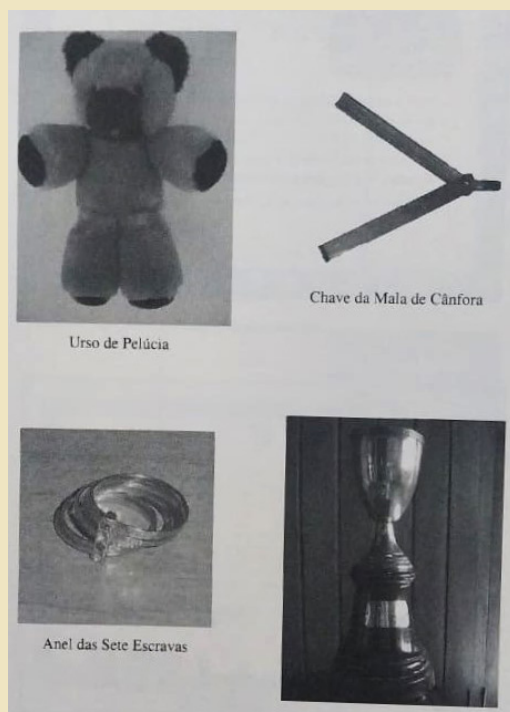 Urso de Pelúcia
Chave da Mala de Cânfora
Anel das Sete Escravas